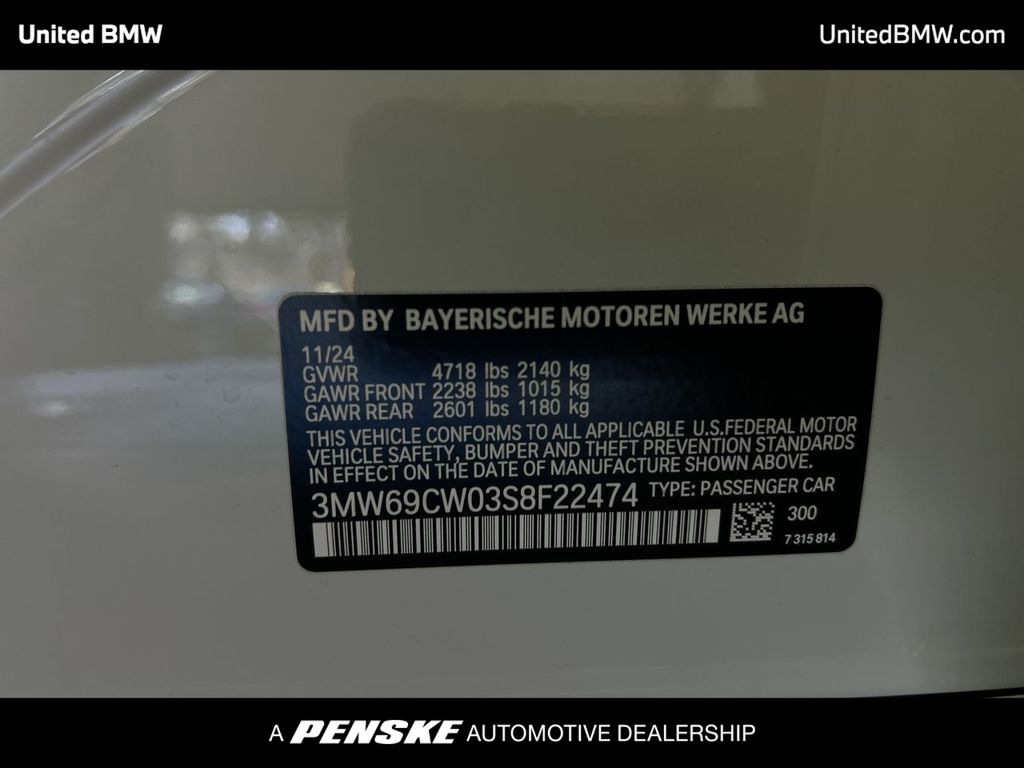 United BMW
UnitedBMW.com
MFD BY BAYERISCHE MOTOREN WERKE AG
11/24
GVWR 4718 lbs 2140 kg
GAWR FRONT 2238 lbs 1015 kg
GAWR REAR 2601 lbs 1180 kg
THIS VEHICLE CONFORMS TO ALL APPLICABLE U.S.FEDERAL MOTOR
VEHICLE SAFETY, BUMPER AND THEFT PREVENTION STANDARDS
IN EFFECT ON THE DATE OF MANUFACTURE SHOWN ABOVE.
3MW69CW03S8F22474 TYPE: PASSENGER CAR
300
7 315 814
A PENSKE AUTOMOTIVE DEALERSHIP